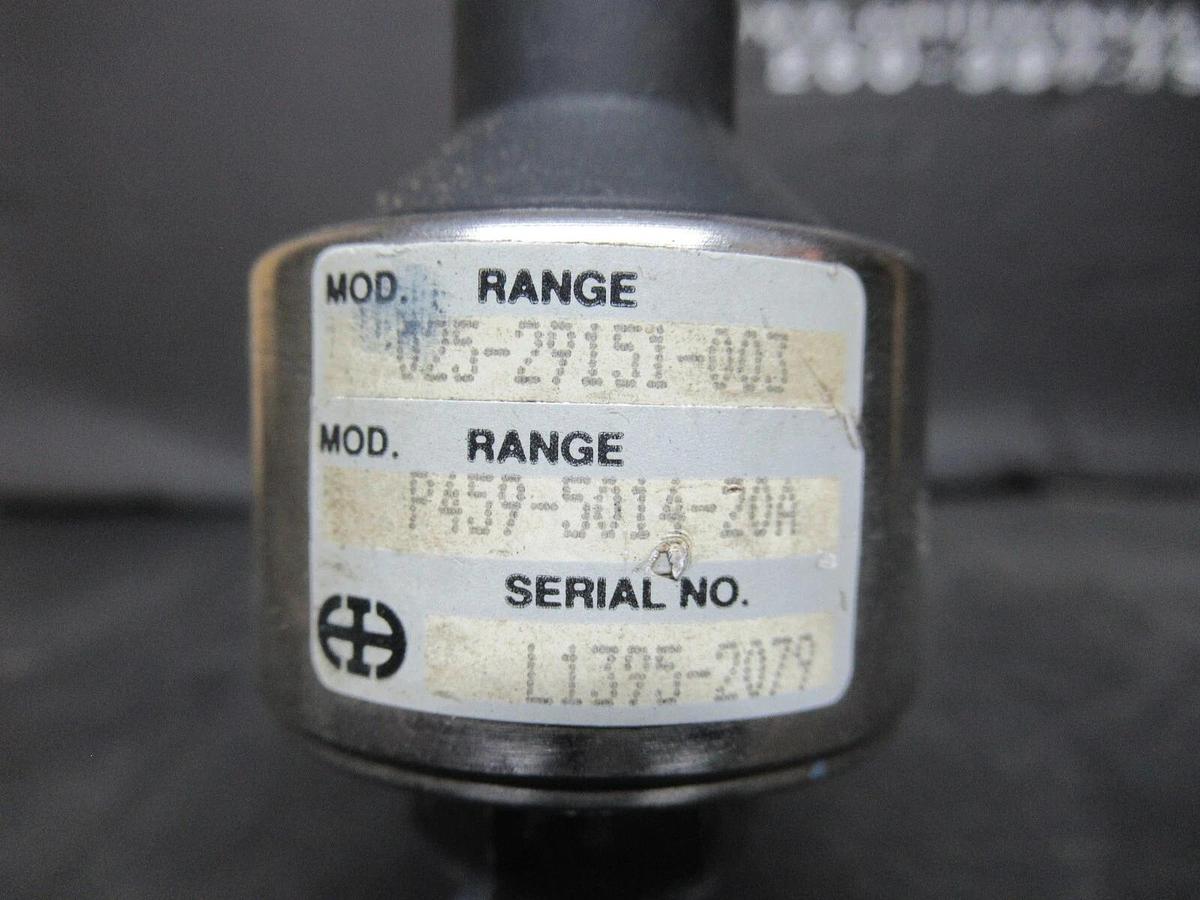 MOD. RANGE
025-29151-003
MOD. RANGE
P459-5014-20A
SERIAL NO.
L1395-2079